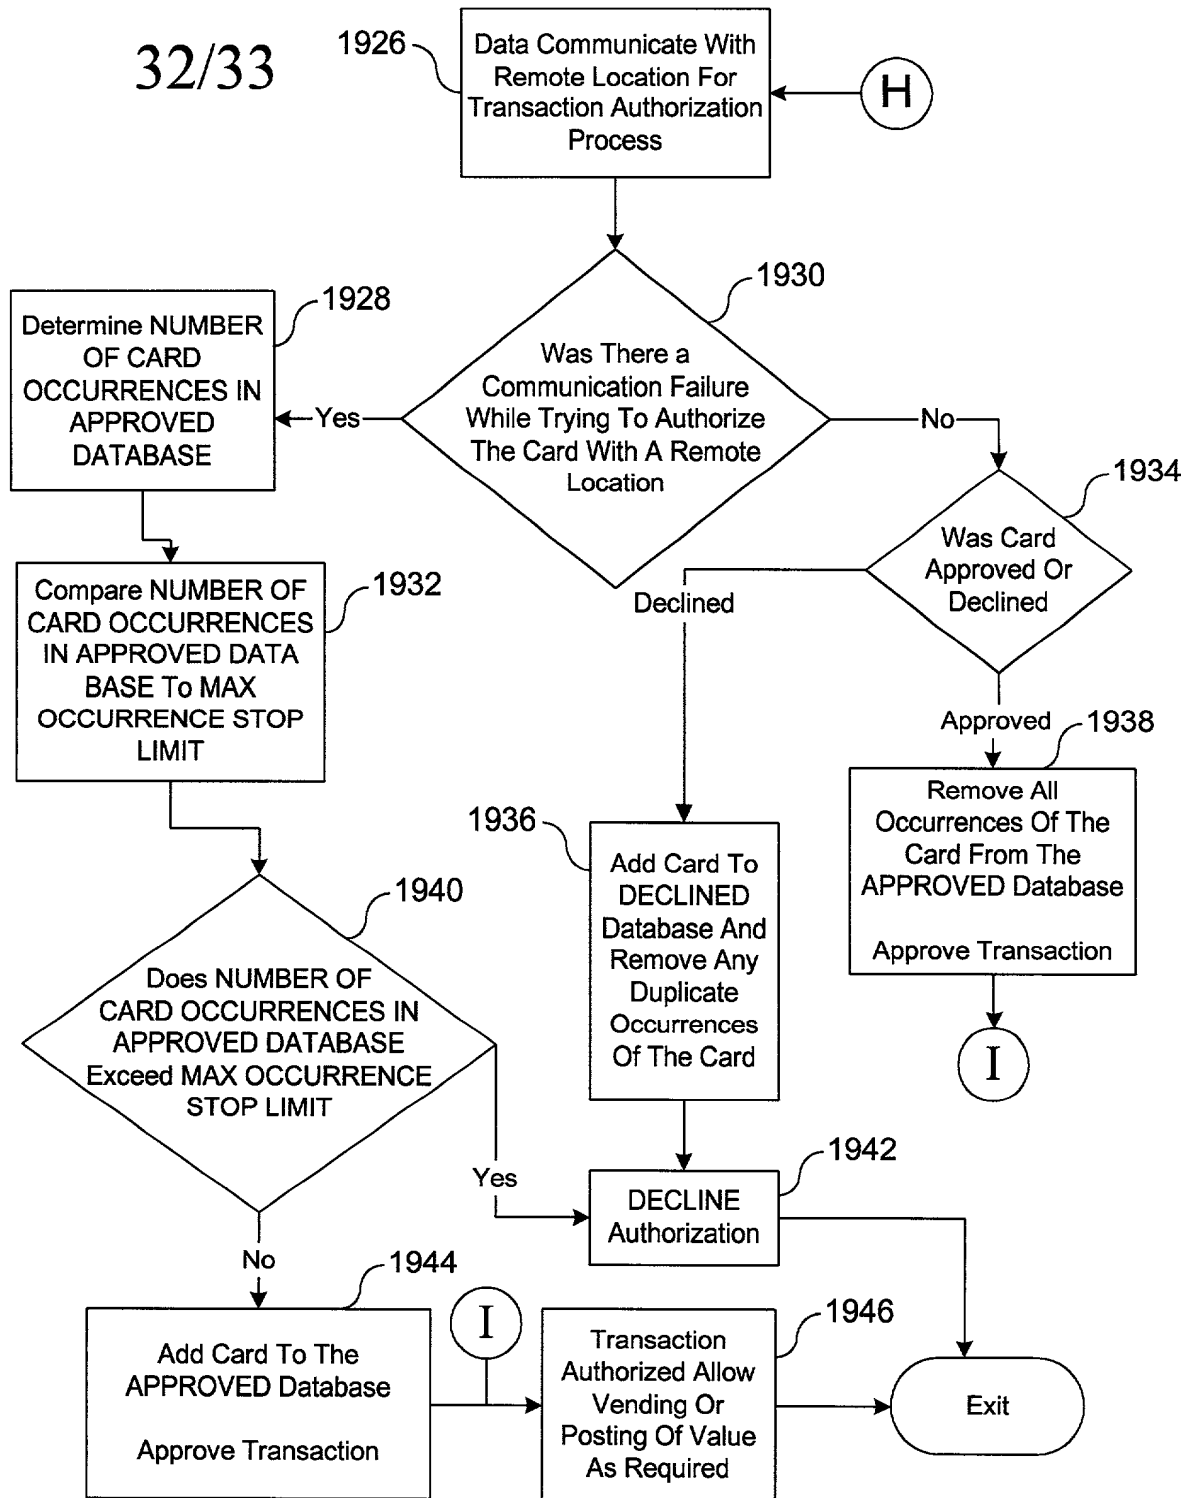 32/33
1926
Data Communicate With
Remote Location For
Transaction Authorization
Process
H
1930
Was There a
Communication Failure
While Trying To Authorize
The Card With A Remote
Location
Yes
No
1928
Determine NUMBER
OF CARD
OCCURRENCES IN
APPROVED
DATABASE
1934
Was Card
Approved Or
Declined
Declined
Approved
1932
Compare NUMBER OF
CARD OCCURRENCES
IN APPROVED DATA
BASE To MAX
OCCURRENCE STOP
LIMIT
1938
Remove All
Occurrences Of The
Card From The
APPROVED Database
Approve Transaction
I
1936
Add Card To
DECLINED
Database And
Remove Any
Duplicate
Occurrences
Of The Card
1940
Does NUMBER OF
CARD OCCURRENCES IN
APPROVED DATABASE
Exceed MAX OCCURRENCE
STOP LIMIT
Yes
No
1942
DECLINE
Authorization
1944
Add Card To The
APPROVED Database
Approve Transaction
I
1946
Transaction
Authorized Allow
Vending Or
Posting Of Value
As Required
Exit